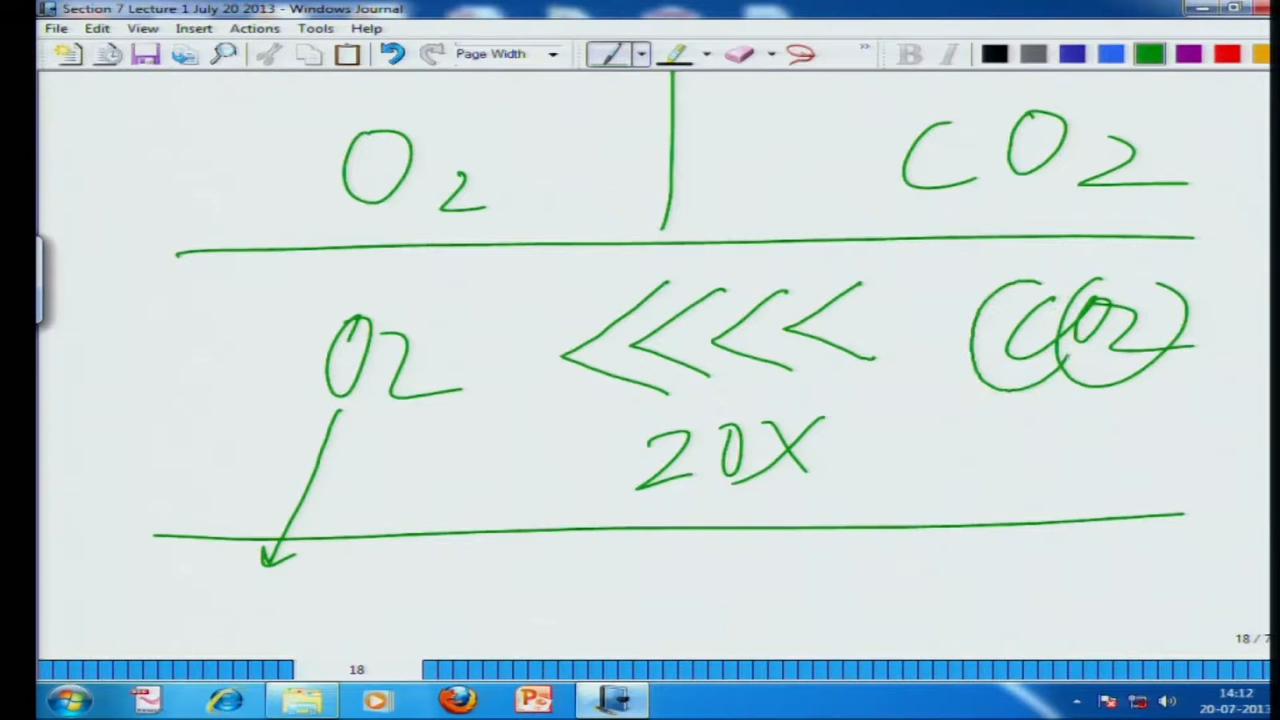 Section 7 Lecture 1 July 20 2013 - Windows Journal
File Edit View Insert Actions Tools Help
Page Width B I
O2 CO2
O2 <<<< CO2
20X
18 / 7
18
14:12
20-07-2013